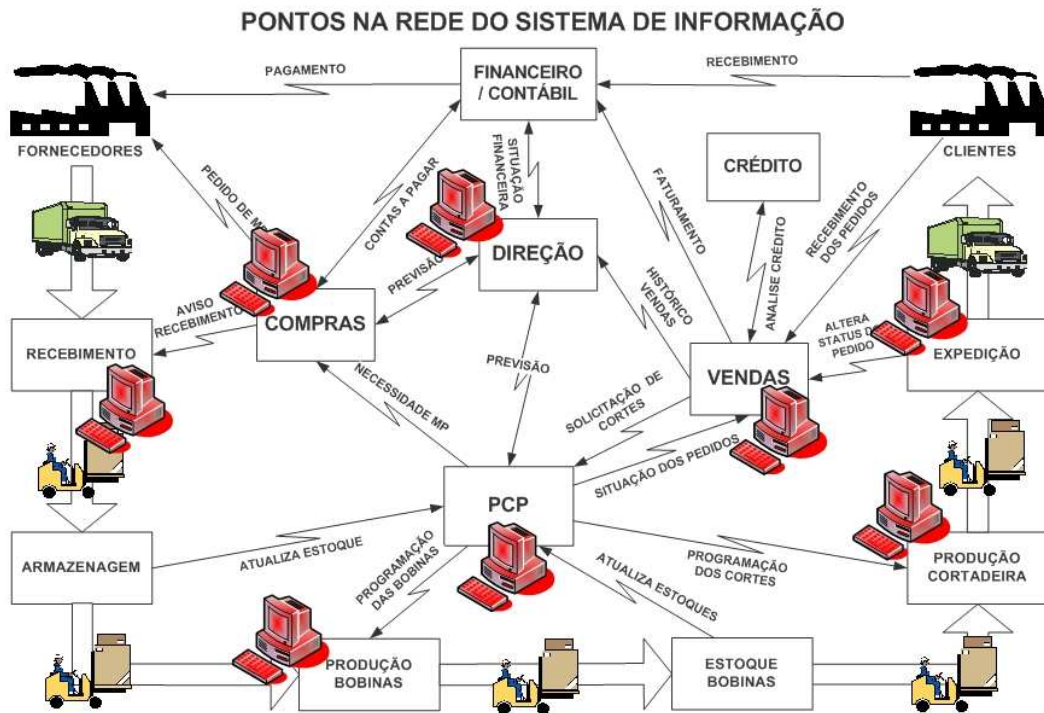 PONTOS NA REDE DO SISTEMA DE INFORMAÇÃO
PAGAMENTO
FINANCEIRO
/ CONTÁBIL
RECEBIMENTO
FORNECEDORES
CLIENTES
PEDIDO DE
CONTAS A PAGAR
SITUAÇÃO
FINANCEIRA
FATURAMENTO
CRÉDITO
RECEBIMENTO
DOS PEDIDOS
DIREÇÃO
PREVISÃO
HISTÓRICO
VENDAS
ANALISE CRÉDITO
AVISO
RECEBIMENTO
COMPRAS
ALTERA
STATUS D
PEDIDO
RECEBIMENTO
EXPEDIÇÃO
PREVISÃO
VENDAS
NECESSIDADE MP
SOLICITAÇÃO DE
CORTES
SITUAÇÃO DOS PEDIDOS
PCP
ARMAZENAGEM
ATUALIZA ESTOQUE
PROGRAMAÇÃO
DAS BOBINAS
ATUALIZA ESTOQUES
PROGRAMAÇÃO
DOS CORTES
PRODUÇÃO
CORTADEIRA
PRODUÇÃO
BOBINAS
ESTOQUE
BOBINAS